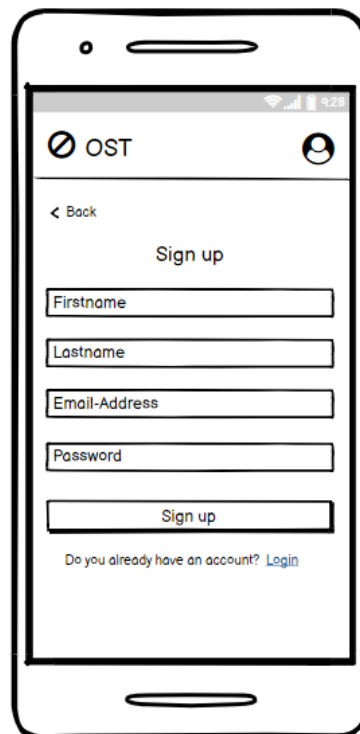 9:28
OST
Back
Sign up
Firstname
Lastname
Email-Address
Password
Sign up
Do you already have an account? Login